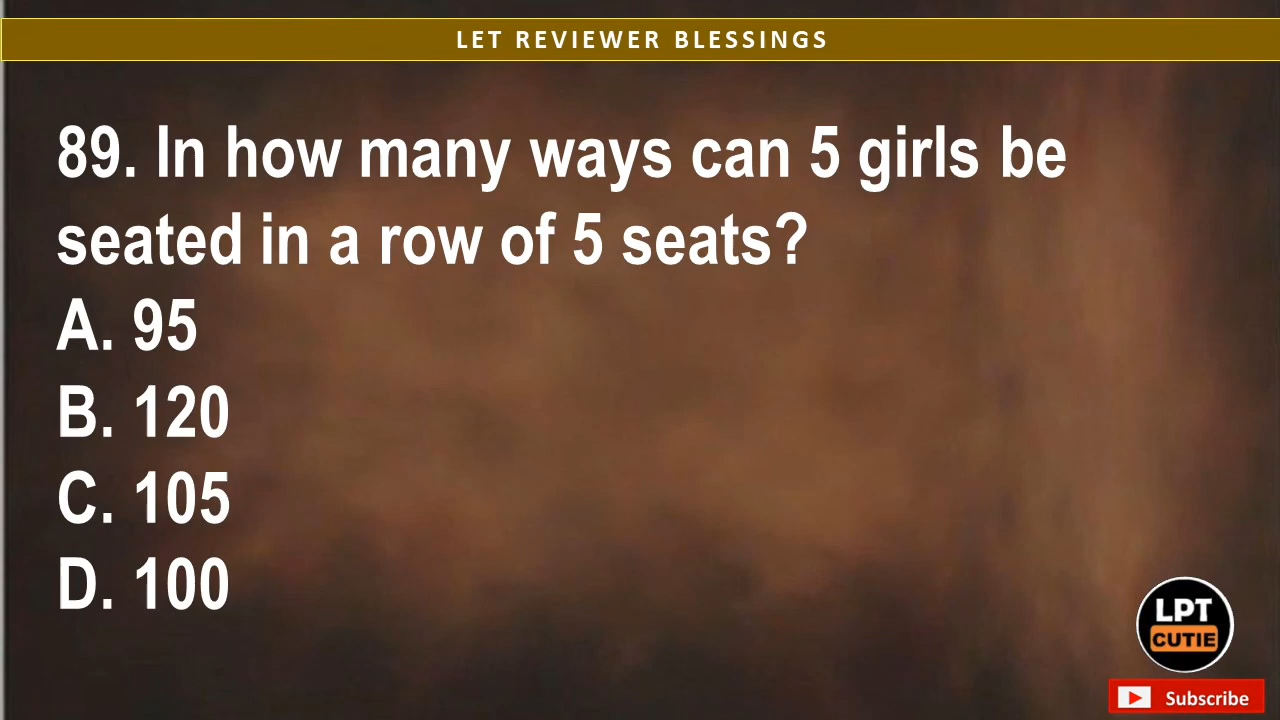 LET REVIEWER BLESSINGS
89. In how many ways can 5 girls be
seated in a row of 5 seats?
A. 95
B. 120
C. 105
D. 100
LPT
CUTIE
Subscribe